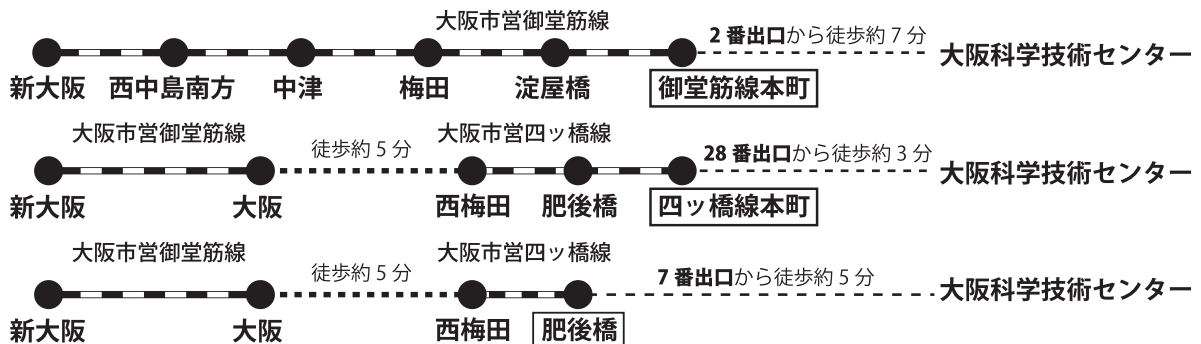 大阪市営御堂筋線
2 番出口から徒歩約 7 分
大阪科学技術センター
新大阪 西中島南方 中津 梅田 淀屋橋 御堂筋線本町
大阪市営御堂筋線 徒歩約 5 分 大阪市営四ッ橋線 28 番出口から徒歩約 3 分
大阪科学技術センター
新大阪 大阪 西梅田 肥後橋 四ッ橋線本町
大阪市営御堂筋線 徒歩約 5 分 大阪市営四ッ橋線 7 番出口から徒歩約 5 分
大阪科学技術センター
新大阪 大阪 西梅田 肥後橋